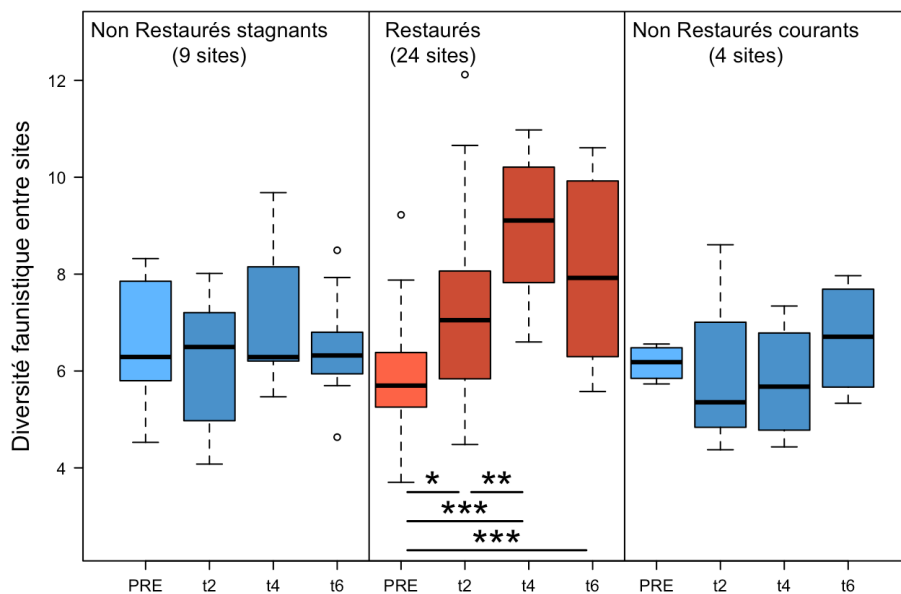 Non Restaurés stagnants
(9 sites)
Restaurés
(24 sites)
Non Restaurés courants
(4 sites)
Diversité faunistique entre sites
12
10
8
6
4
*
**
***
***
PRE t2 t4 t6 PRE t2 t4 t6 PRE t2 t4 t6